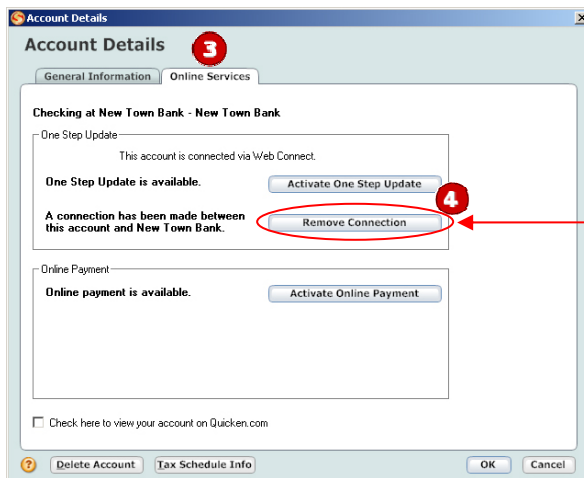 Account Details
Account Details
3
General Information
Online Services
Checking at New Town Bank - New Town Bank
One Step Update
This account is connected via Web Connect.
One Step Update is available.
Activate One Step Update
4
A connection has been made between
this account and New Town Bank.
Remove Connection
Online Payment
Online payment is available.
Activate Online Payment
Check here to view your account on Quicken.com
?
Delete Account
Tax Schedule Info
OK
Cancel